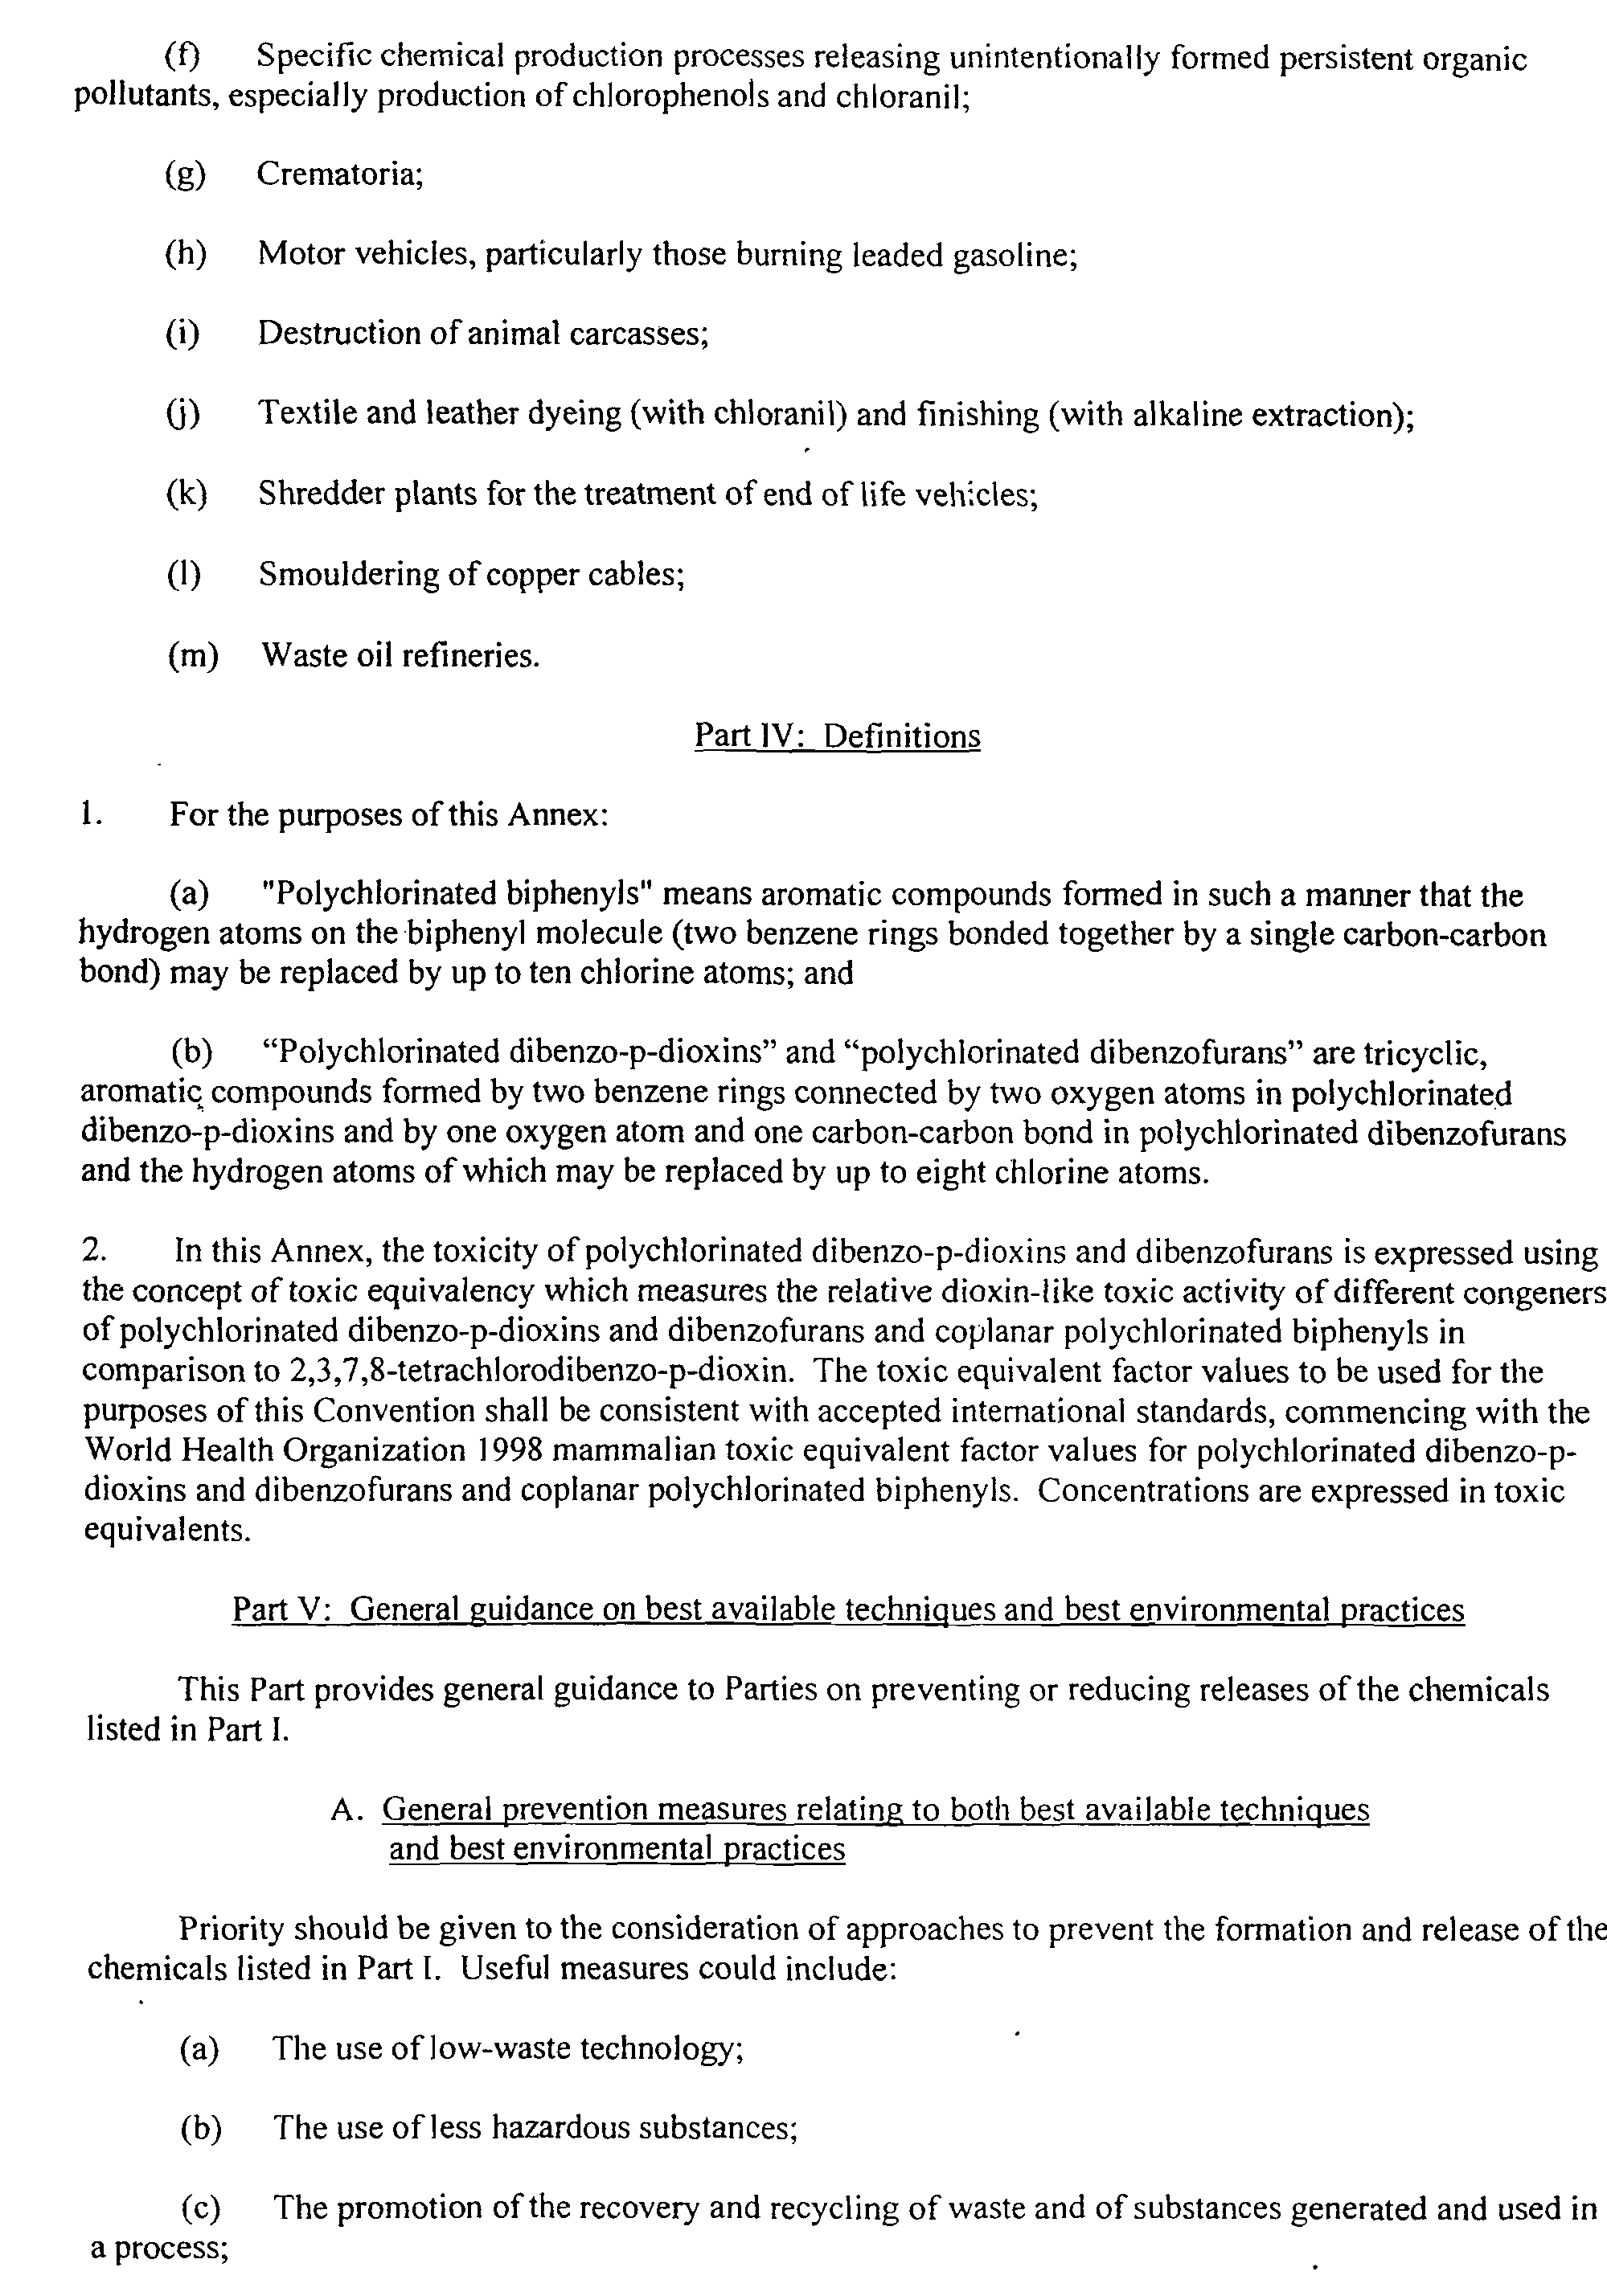 (f) Specific chemical production processes releasing unintentionally formed persistent organic
pollutants, especially production of chlorophenols and chloranil;
(g) Crematoria;
(h) Motor vehicles, particularly those burning leaded gasoline;
(i) Destruction of animal carcasses;
(j) Textile and leather dyeing (with chloranil) and finishing (with alkaline extraction);
(k) Shredder plants for the treatment of end of life vehicles;
(l) Smouldering of copper cables;
(m) Waste oil refineries.
Part IV: Definitions
1. For the purposes of this Annex:
(a) "Polychlorinated biphenyls" means aromatic compounds formed in such a manner that the
hydrogen atoms on the biphenyl molecule (two benzene rings bonded together by a single carbon-carbon
bond) may be replaced by up to ten chlorine atoms; and
(b) “Polychlorinated dibenzo-p-dioxins” and “polychlorinated dibenzofurans” are tricyclic,
aromatic compounds formed by two benzene rings connected by two oxygen atoms in polychlorinated
dibenzo-p-dioxins and by one oxygen atom and one carbon-carbon bond in polychlorinated dibenzofurans
and the hydrogen atoms of which may be replaced by up to eight chlorine atoms.
2. In this Annex, the toxicity of polychlorinated dibenzo-p-dioxins and dibenzofurans is expressed using
the concept of toxic equivalency which measures the relative dioxin-like toxic activity of different congeners
of polychlorinated dibenzo-p-dioxins and dibenzofurans and coplanar polychlorinated biphenyls in
comparison to 2,3,7,8-tetrachlorodibenzo-p-dioxin. The toxic equivalent factor values to be used for the
purposes of this Convention shall be consistent with accepted international standards, commencing with the
World Health Organization 1998 mammalian toxic equivalent factor values for polychlorinated dibenzo-p-
dioxins and dibenzofurans and coplanar polychlorinated biphenyls. Concentrations are expressed in toxic
equivalents.
Part V: General guidance on best available techniques and best environmental practices
This Part provides general guidance to Parties on preventing or reducing releases of the chemicals
listed in Part I.
A. General prevention measures relating to both best available techniques
and best environmental practices
Priority should be given to the consideration of approaches to prevent the formation and release of the
chemicals listed in Part I. Useful measures could include:
(a) The use of low-waste technology;
(b) The use of less hazardous substances;
(c) The promotion of the recovery and recycling of waste and of substances generated and used in
a process;